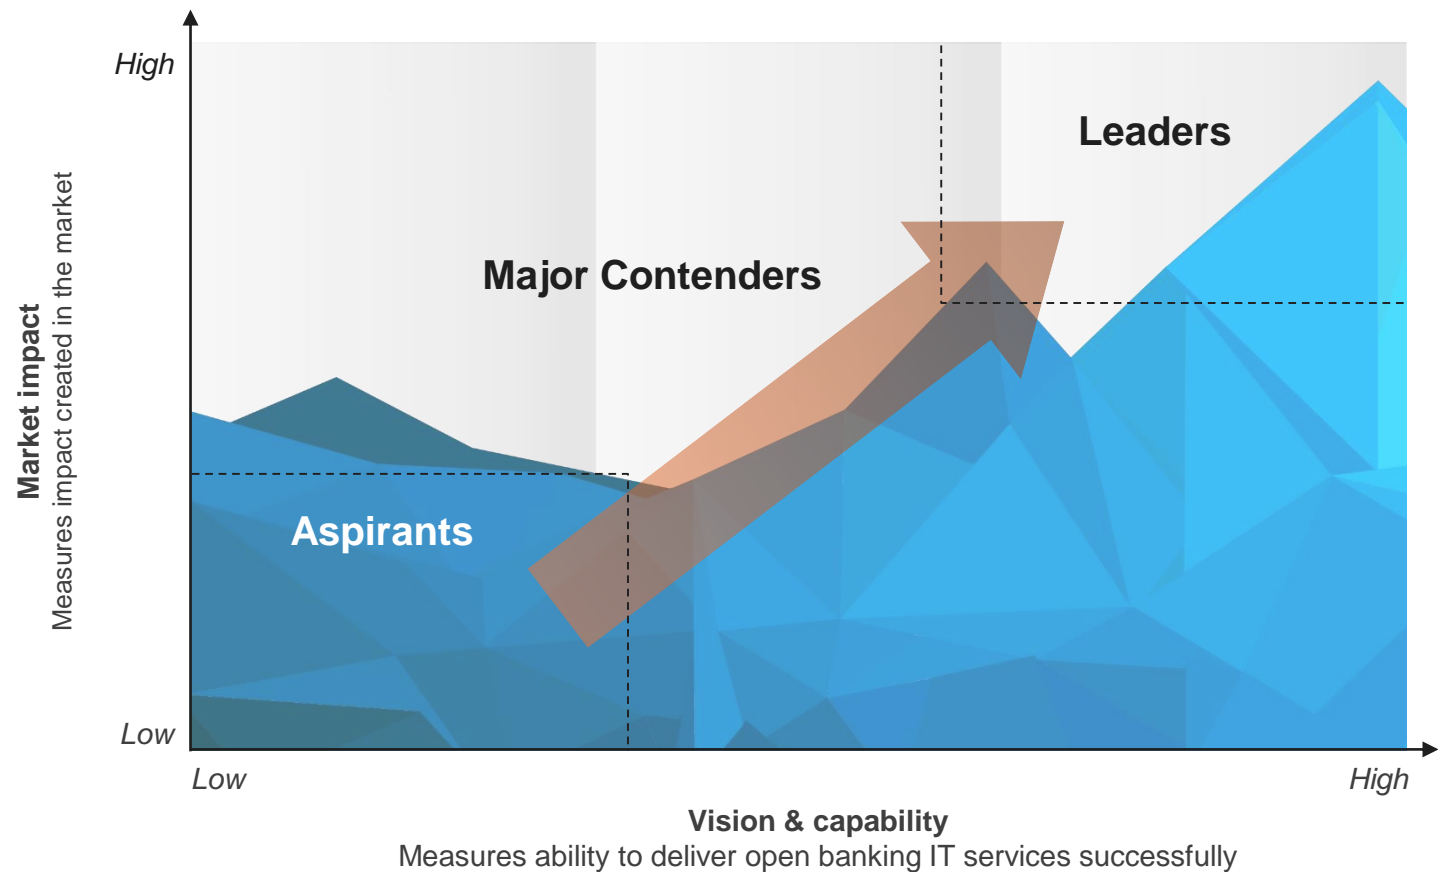 High
Leaders
Major Contenders
Market impact
Measures impact created in the market
Aspirants
Low
Low
High
Vision & capability
Measures ability to deliver open banking IT services successfully